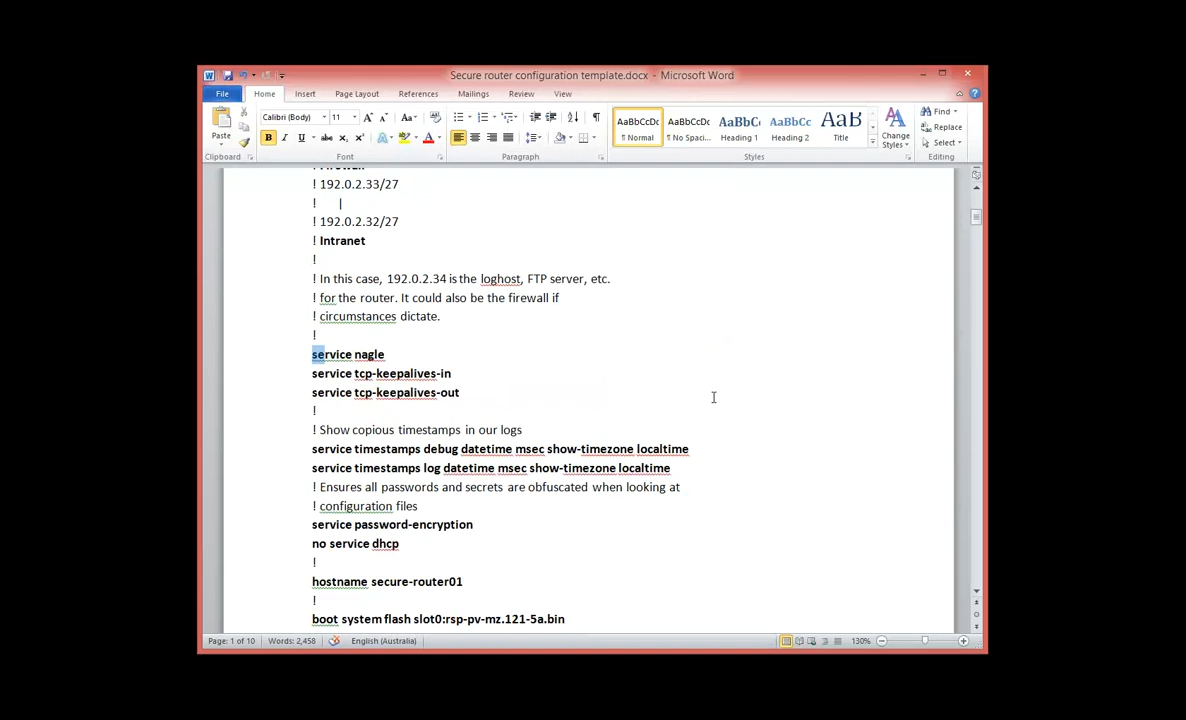 Secure router configuration template.docx - Microsoft Word
File Home Insert Page Layout References Mailings Review View
Calibri (Body) 11 Aa
AaBbCcDc AaBbCcDc AaBbCc AaBbCc AaB
Find
Paste
B I U abc x₂ x² A A
¶ Normal ¶ No Spaci... Heading 1 Heading 2 Title
Change Styles
Replace
Select
Clipboard Font Paragraph Styles Editing
! Firewall
! 192.0.2.33/27
! |
! 192.0.2.32/27
! Intranet
!
! In this case, 192.0.2.34 is the loghost, FTP server, etc.
! for the router. It could also be the firewall if
! circumstances dictate.
!
service nagle
service tcp-keepalives-in
service tcp-keepalives-out
!
! Show copious timestamps in our logs
service timestamps debug datetime msec show-timezone localtime
service timestamps log datetime msec show-timezone localtime
! Ensures all passwords and secrets are obfuscated when looking at
! configuration files
service password-encryption
no service dhcp
!
hostname secure-router01
!
boot system flash slot0:rsp-pv-mz.121-5a.bin
Page: 1 of 10 Words: 2,458 English (Australia) 130%